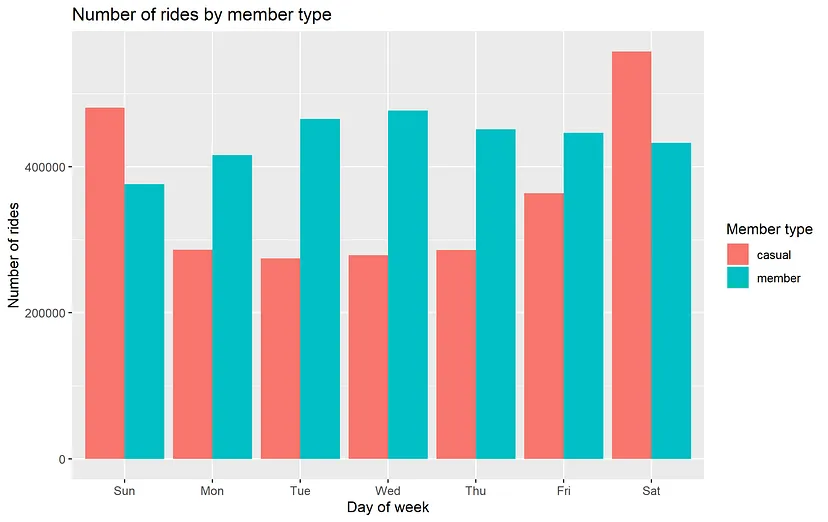 Number of rides by member type
Number of rides
400000
200000
0
Sun Mon Tue Wed Thu Fri Sat
Day of week
Member type
casual
member